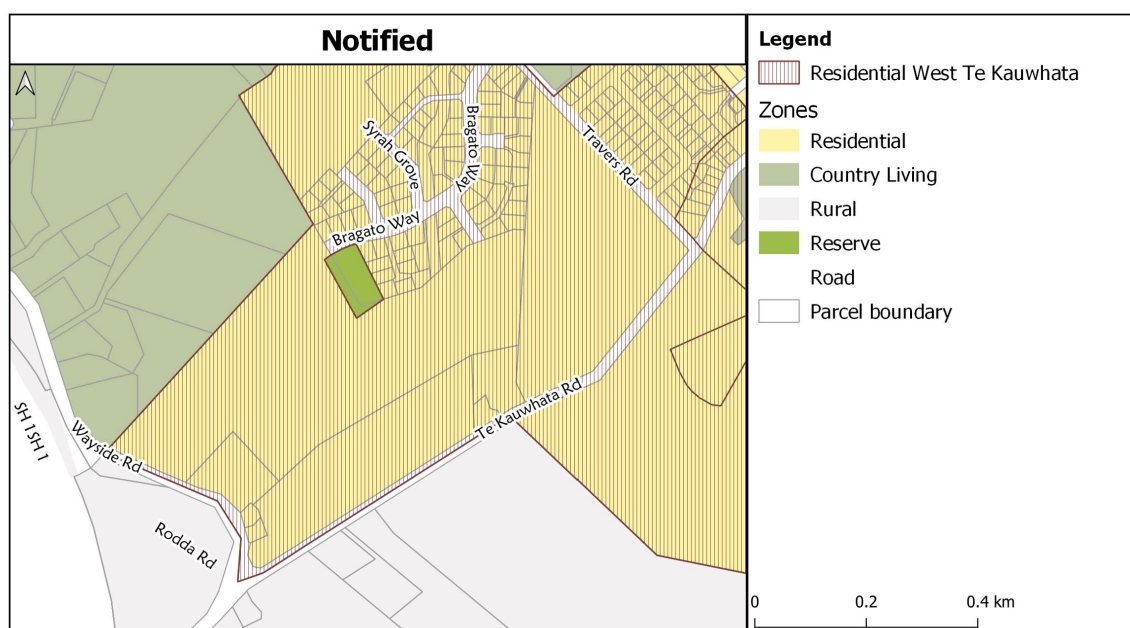 Notified
Legend
Residential West Te Kauwhata
Zones
Residential
Country Living
Rural
Reserve
Road
Parcel boundary
Syrah Grove
Bragato Way
Bragato Way
Travers Rd
Te Kauwhata Rd
Wayside Rd
SH 1SH 1
Rodda Rd
0 0.2 0.4 km